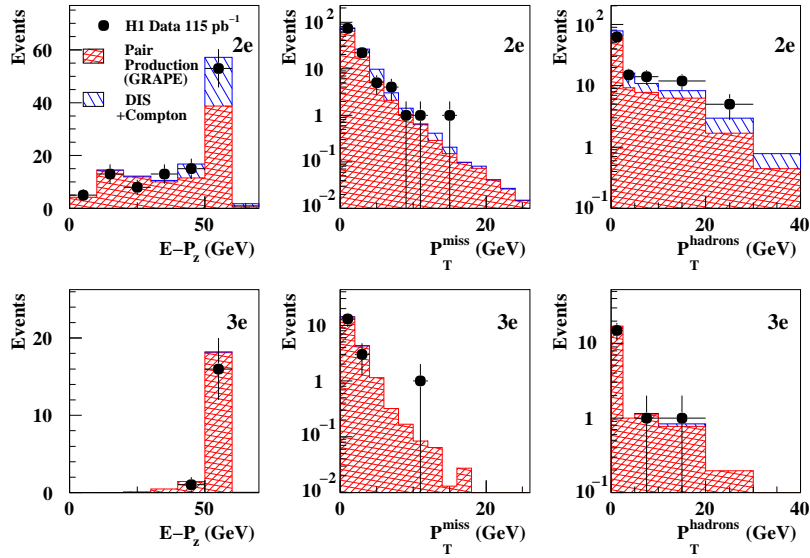 Events
H1 Data 115 pb⁻¹
Pair
Production
(GRAPE)
DIS
+Compton
2e
60
40
20
0
0 50
E−P_z (GeV)
Events
2e
10²
10
1
10⁻¹
10⁻²
0 20
P_T^miss (GeV)
Events
2e
10²
10
1
10⁻¹
0 20 40
P_T^hadrons (GeV)
Events
3e
20
10
0
0 50
E−P_z (GeV)
Events
3e
10
1
10⁻¹
10⁻²
0 20
P_T^miss (GeV)
Events
3e
10
1
10⁻¹
0 20 40
P_T^hadrons (GeV)